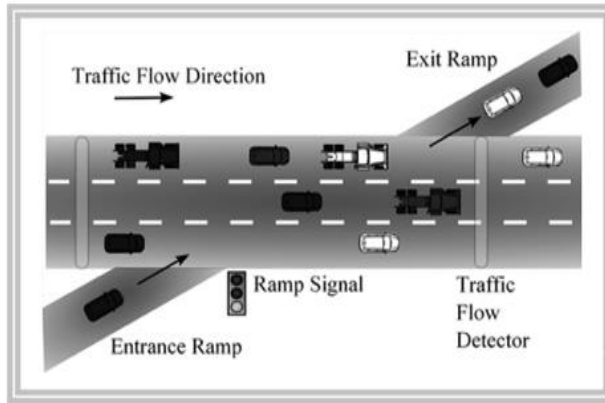 Exit Ramp
Traffic Flow Direction
Ramp Signal
Traffic
Flow
Detector
Entrance Ramp